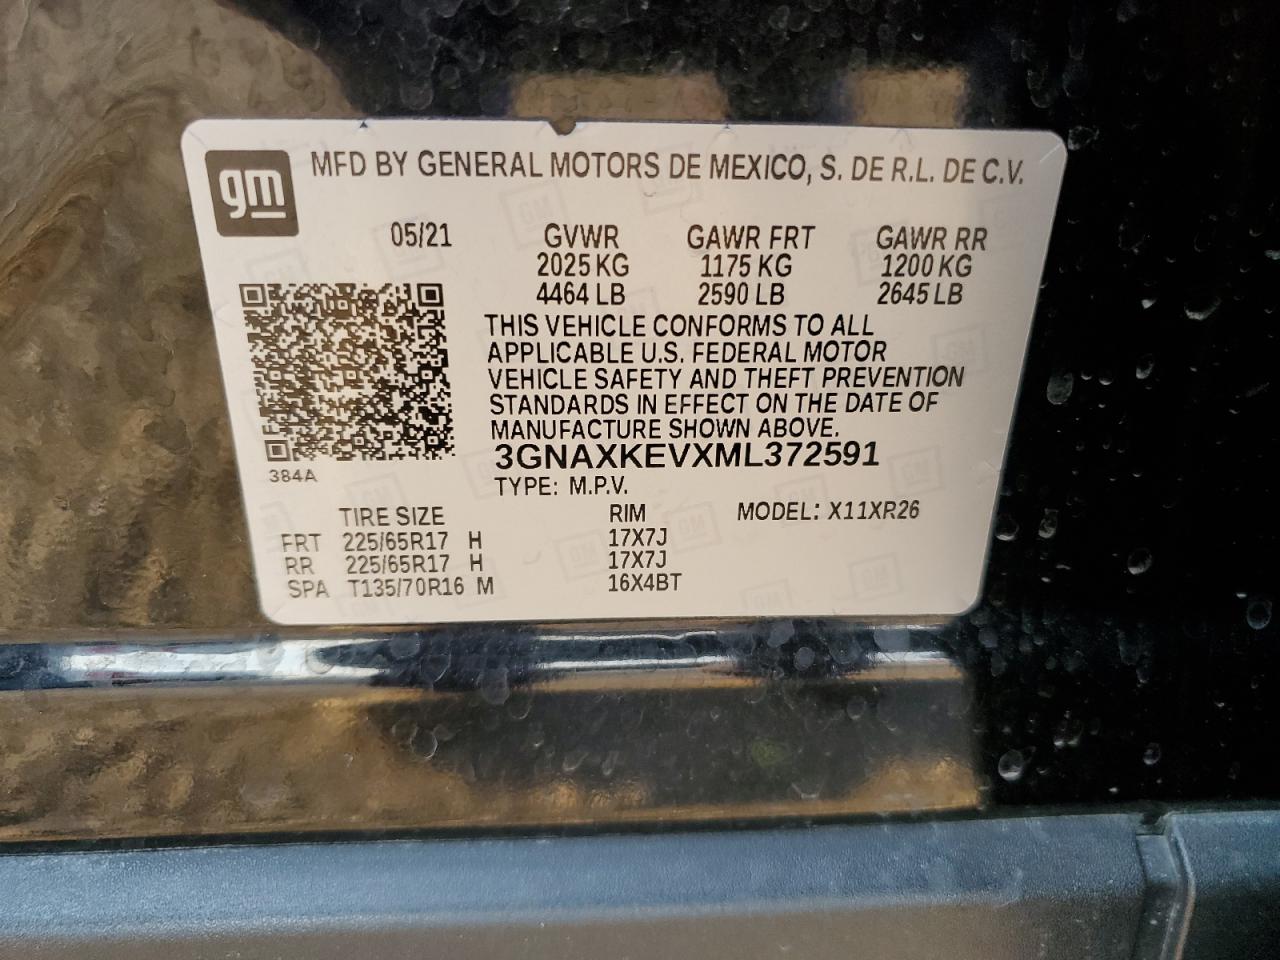 gm
MFD BY GENERAL MOTORS DE MEXICO, S. DE R.L. DE C.V.
05/21 GVWR GAWR FRT GAWR RR
2025 KG 1175 KG 1200 KG
4464 LB 2590 LB 2645 LB
THIS VEHICLE CONFORMS TO ALL
APPLICABLE U.S. FEDERAL MOTOR
VEHICLE SAFETY AND THEFT PREVENTION
STANDARDS IN EFFECT ON THE DATE OF
MANUFACTURE SHOWN ABOVE.
3GNAXKEVXML372591
384A
TYPE: M.P.V.
TIRE SIZE RIM MODEL: X11XR26
FRT 225/65R17 H 17X7J
RR 225/65R17 H 17X7J
SPA T135/70R16 M 16X4BT